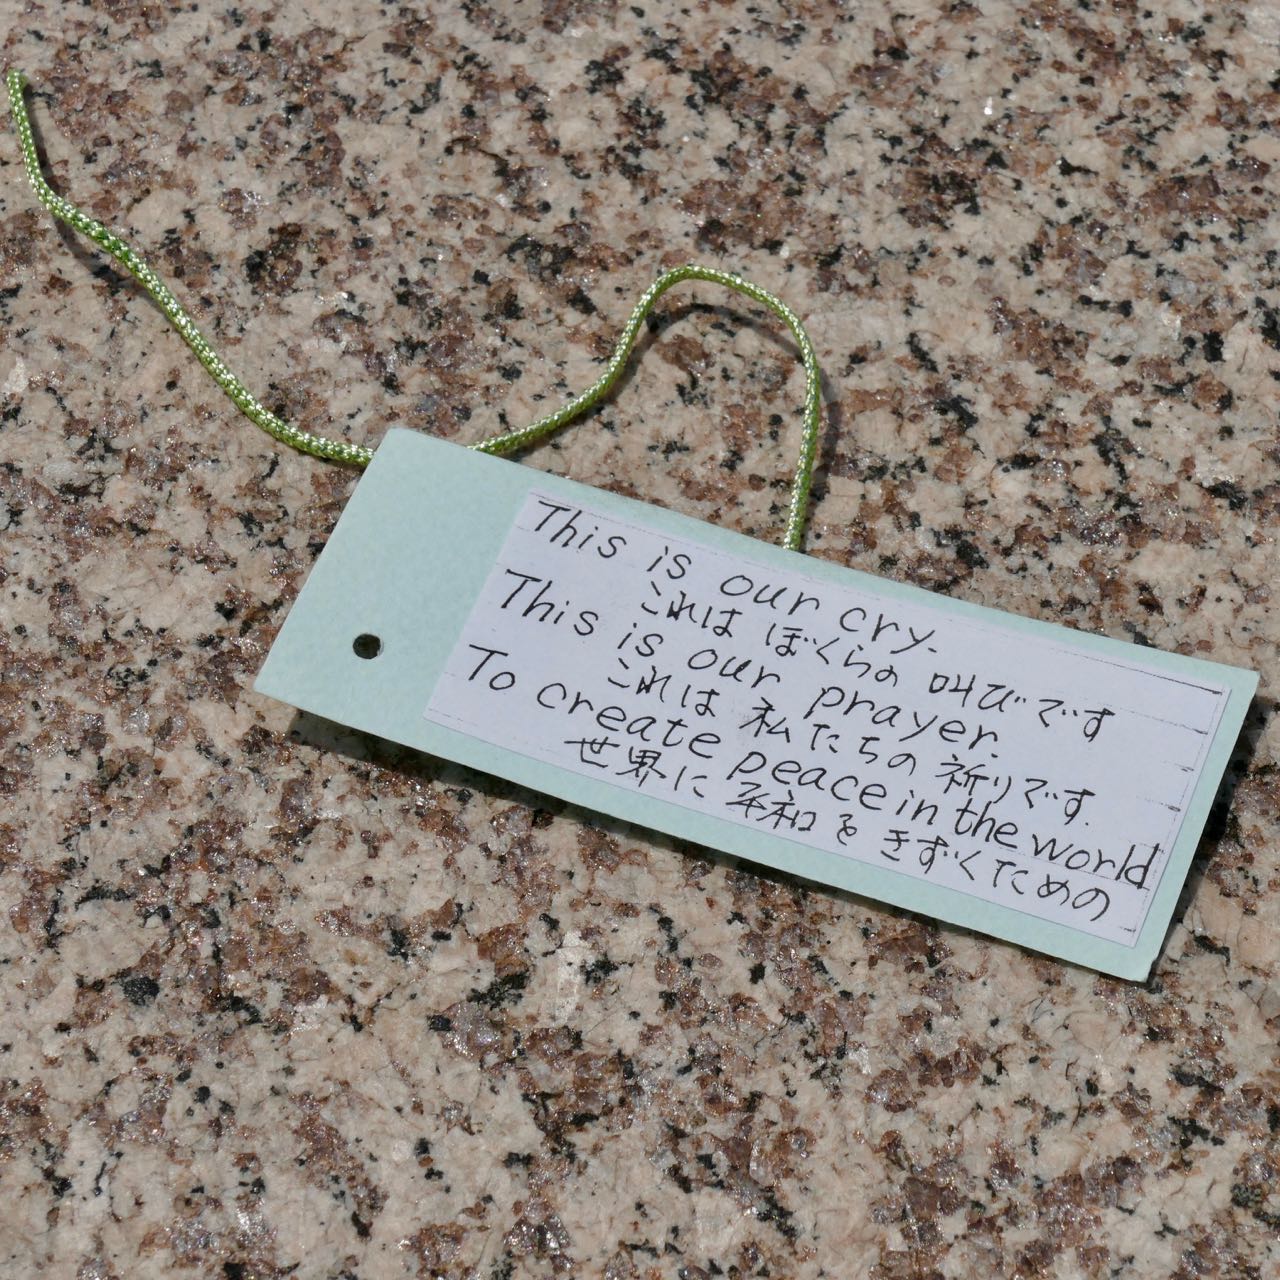 This is our cry.
これは ぼくらの 叫びです
This is our prayer.
これは 私たちの 祈りです.
To create peace in the world
世界に 平和を きずくための